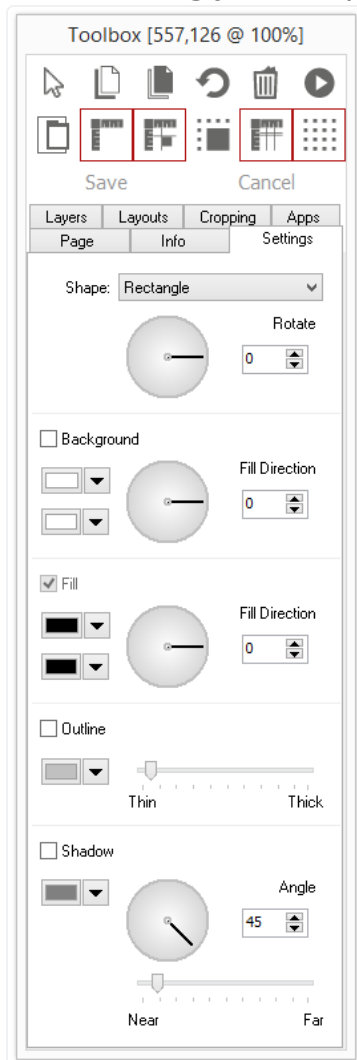 Toolbox [557,126 @ 100%]
Save Cancel
Layers Layouts Cropping Apps
Page Info Settings
Shape: Rectangle
Rotate
0
Background
Fill Direction
0
Fill
Fill Direction
0
Outline
Thin Thick
Shadow
Angle
45
Near Far